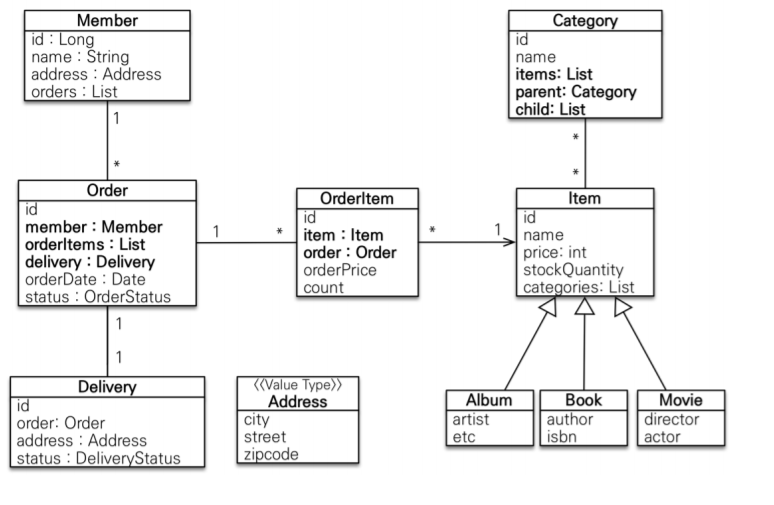 Member
id : Long
name : String
address : Address
orders : List
Category
id
name
items: List
parent: Category
child: List
1
*
*
*
Order
id
member : Member
orderItems : List
delivery : Delivery
orderDate : Date
status : OrderStatus
1
*
OrderItem
id
item : Item
order : Order
orderPrice
count
*
1
Item
id
name
price: int
stockQuantity
categories: List
1
1
Delivery
id
order: Order
address : Address
status : DeliveryStatus
《Value Type》
Address
city
street
zipcode
Album
artist
etc
Book
author
isbn
Movie
director
actor